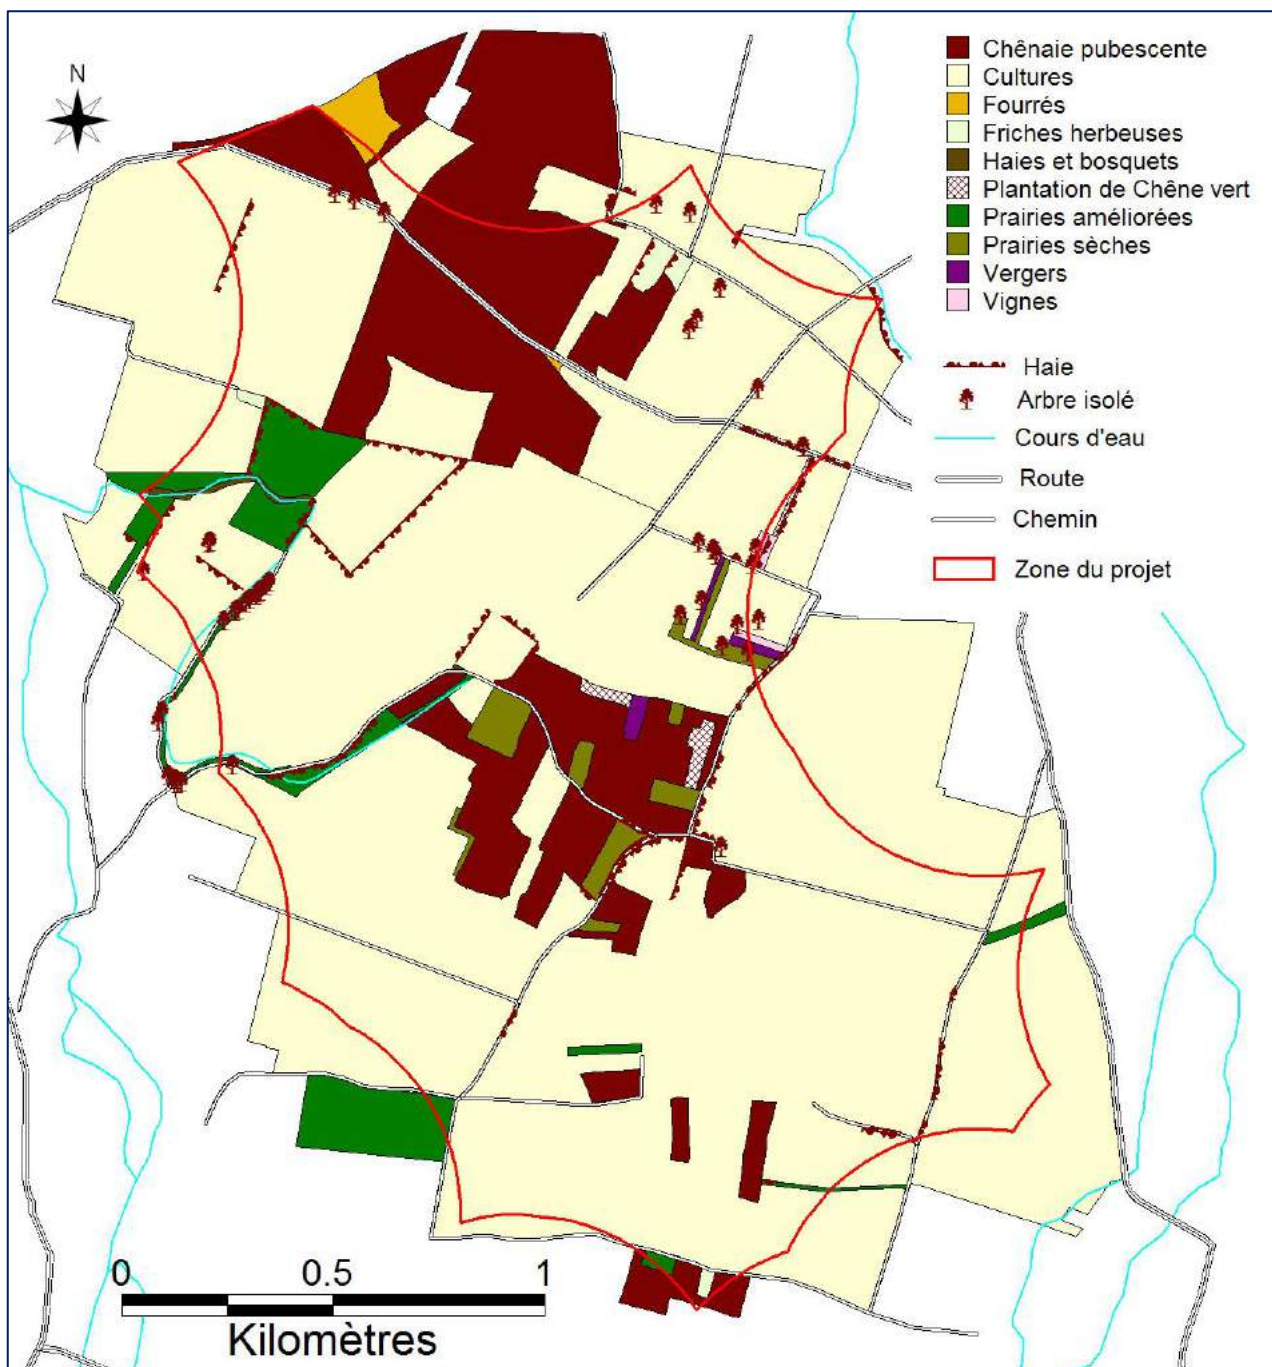 N
Chênaie pubescente
Cultures
Fourrés
Friches herbeuses
Haies et bosquets
Plantation de Chêne vert
Prairies améliorées
Prairies sèches
Vergers
Vignes
Haie
Arbre isolé
Cours d'eau
Route
Chemin
Zone du projet
0 0.5 1
Kilomètres